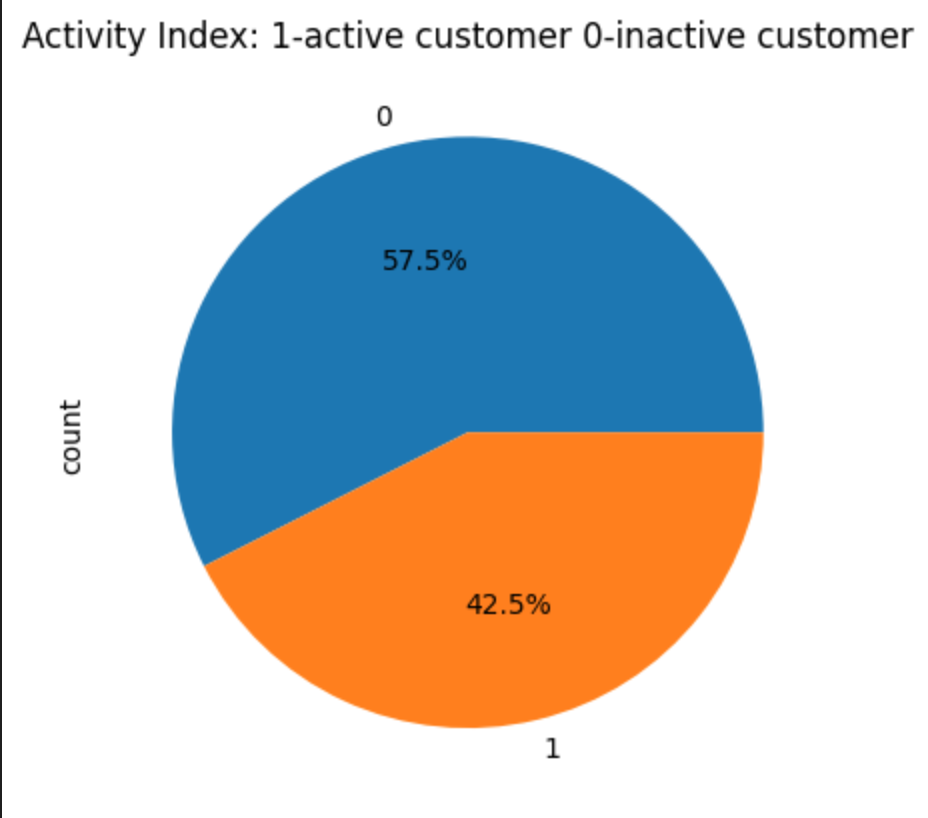 Activity Index: 1-active customer 0-inactive customer
0
57.5%
count
42.5%
1